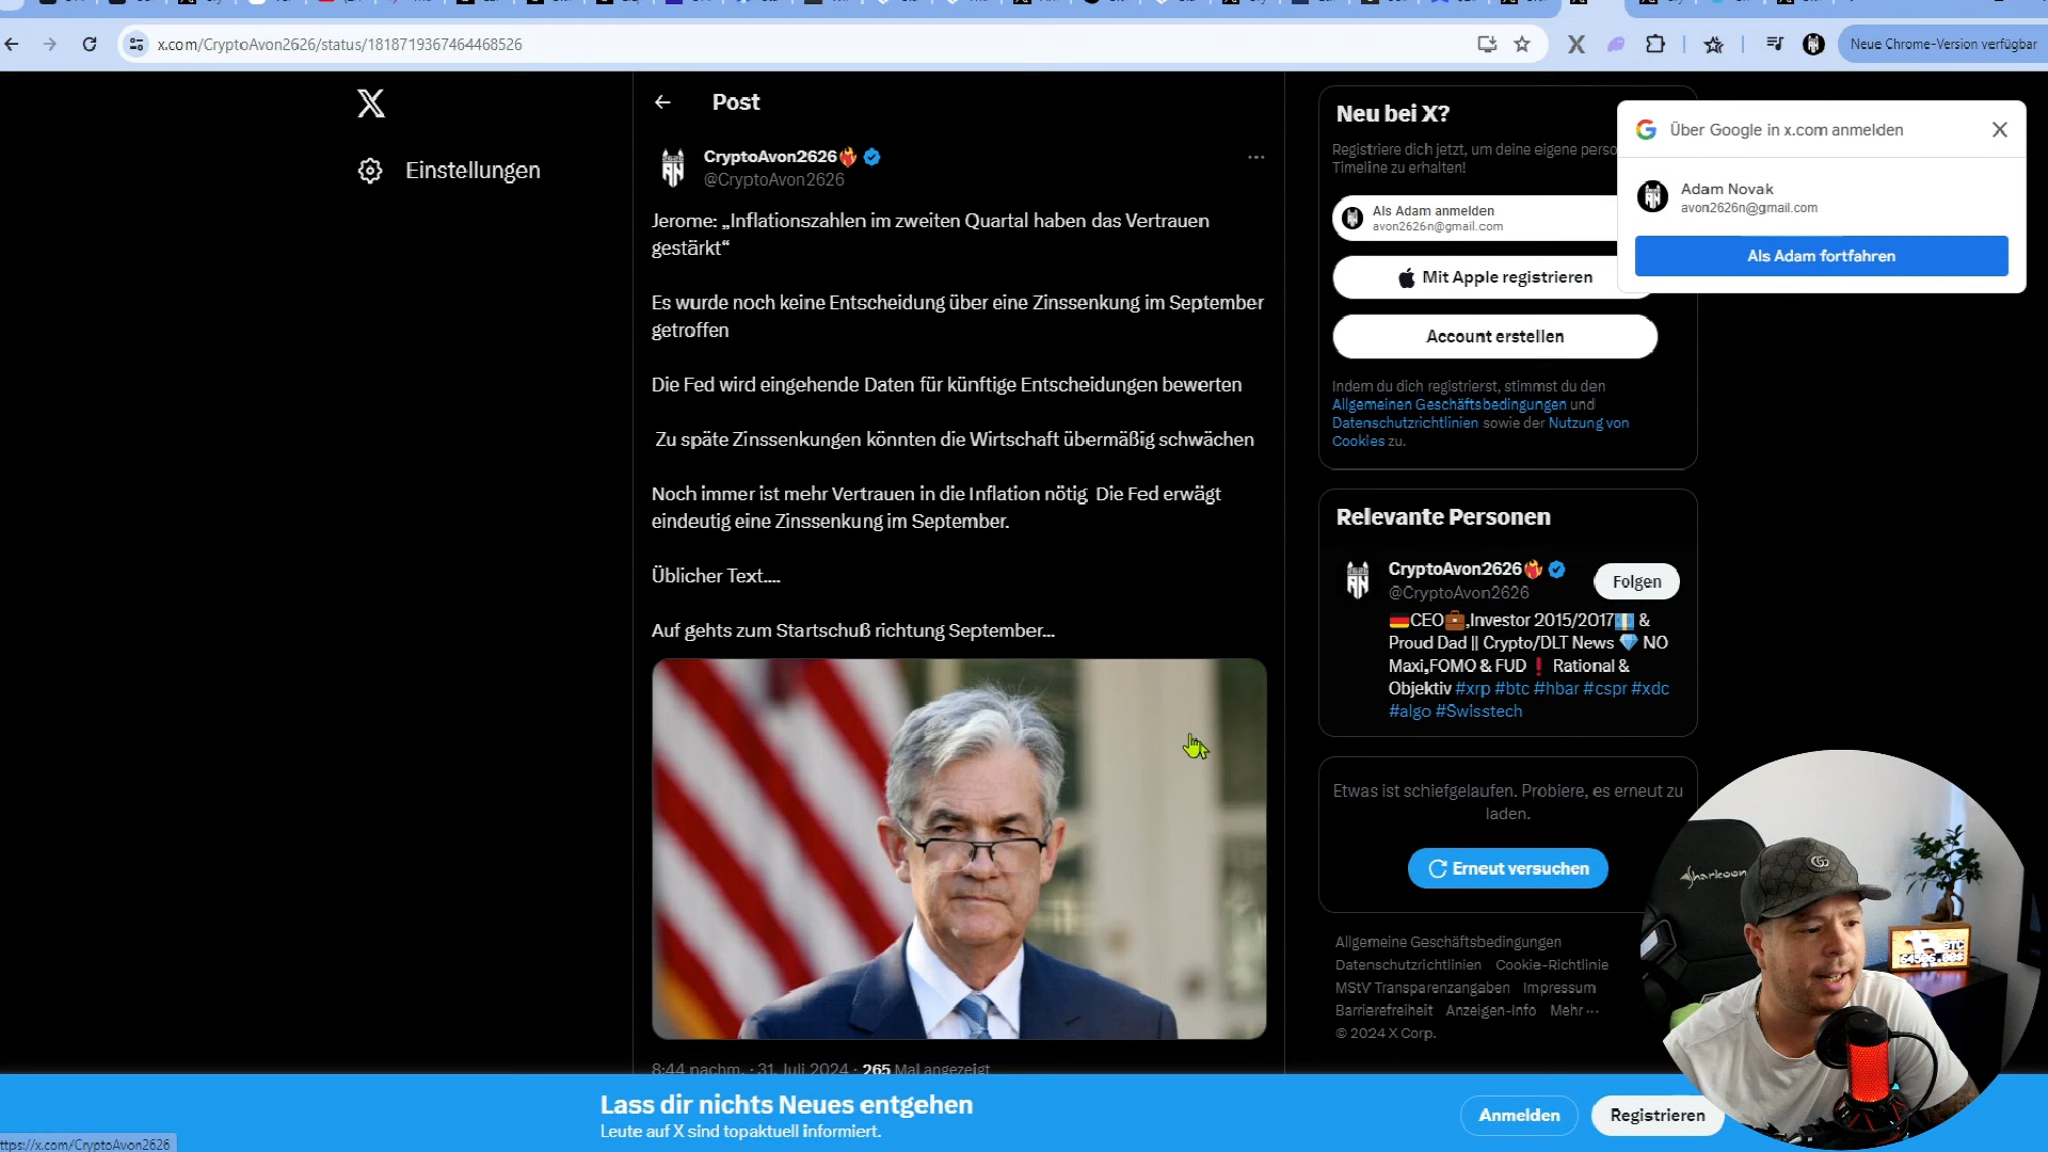 x.com/CryptoAvon2626/status/1818719367464468526
Neue Chrome-Version verfügbar
X
Einstellungen
Post
CryptoAvon2626
@CryptoAvon2626
Jerome: „Inflationszahlen im zweiten Quartal haben das Vertrauen
gestärkt“
Es wurde noch keine Entscheidung über eine Zinssenkung im September
getroffen
Die Fed wird eingehende Daten für künftige Entscheidungen bewerten
Zu späte Zinssenkungen könnten die Wirtschaft übermäßig schwächen
Noch immer ist mehr Vertrauen in die Inflation nötig Die Fed erwägt
eindeutig eine Zinssenkung im September.
Üblicher Text....
Auf gehts zum Startschuß richtung September...
8:44 nachm. · 31. Juli 2024 · 265 Mal angezeigt
Neu bei X?
Registriere dich jetzt, um deine eigene
Timeline zu erhalten!
Als Adam anmelden
avon2626n@gmail.com
Mit Apple registrieren
Account erstellen
Indem du dich registrierst, stimmst du den
Allgemeinen Geschäftsbedingungen und
Datenschutzrichtlinien sowie der Nutzung von
Cookies zu.
Über Google in x.com anmelden
Adam Novak
avon2626n@gmail.com
Als Adam fortfahren
Relevante Personen
CryptoAvon2626
@CryptoAvon2626
Folgen
CEO,Investor 2015/2017 &
Proud Dad || Crypto/DLT News NO
Maxi,FOMO & FUD❗ Rational &
Objektiv #xrp #btc #hbar #cspr #xdc
#algo #Swisstech
Etwas ist schiefgelaufen. Probiere, es erneut zu
laden.
Erneut versuchen
Allgemeine Geschäftsbedingungen
Datenschutzrichtlinien Cookie-Richtlinie
MStV Transparenzangaben Impressum
Barrierefreiheit Anzeigen-Info Mehr ···
© 2024 X Corp.
Sharkoon
BTC
Lass dir nichts Neues entgehen
Leute auf X sind topaktuell informiert.
Anmelden
Registrieren
ttps://x.com/CryptoAvon2626